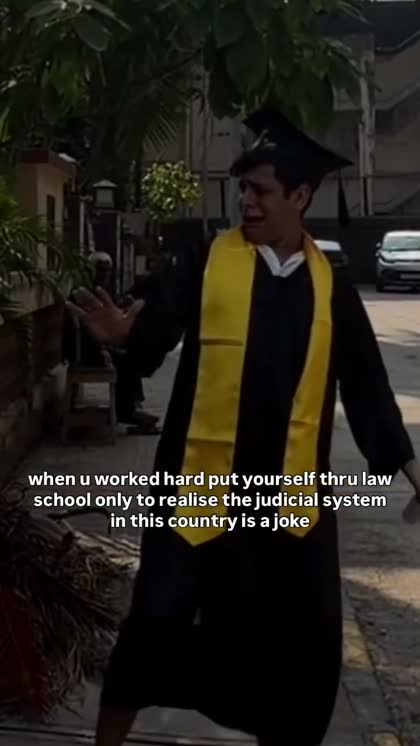 when u worked hard put yourself thru law
school only to realise the judicial system
in this country is a joke